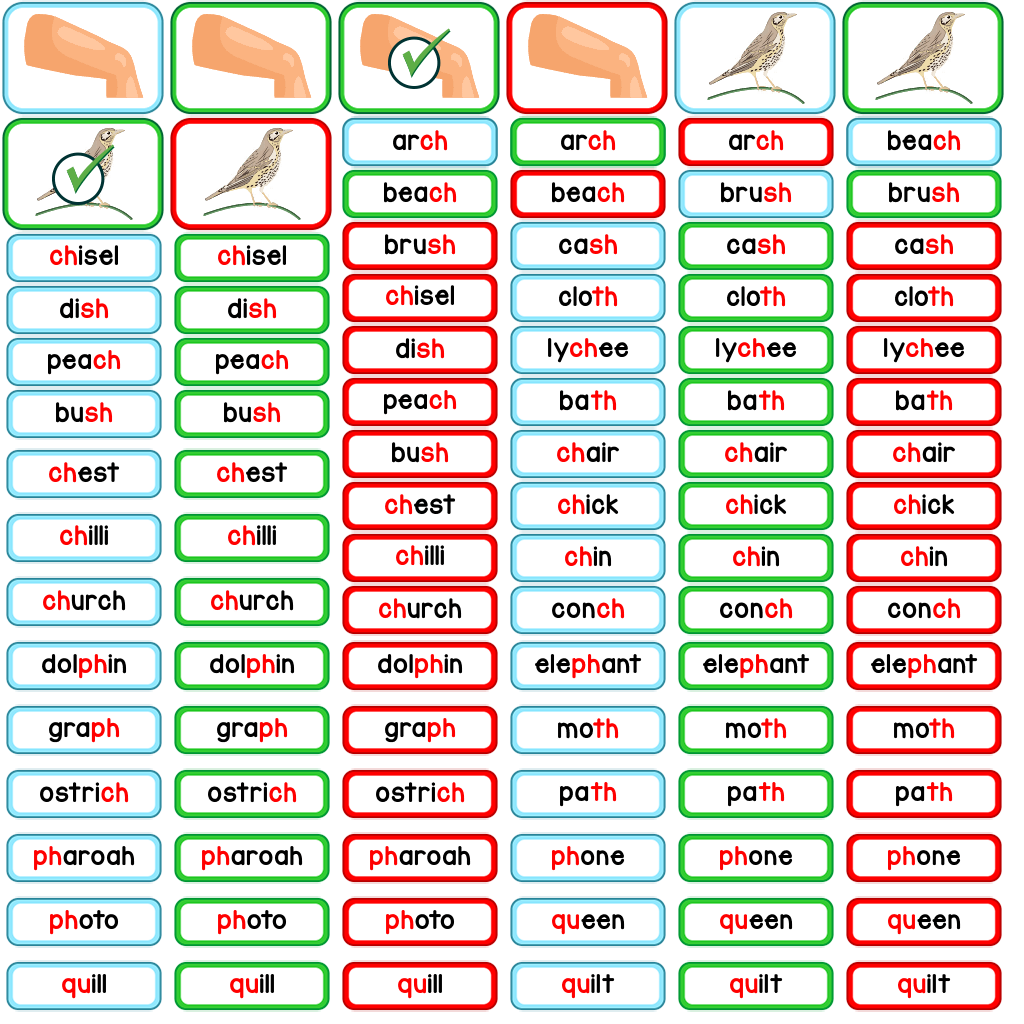 arch arch arch beach
beach beach brush brush
brush cash cash cash
chisel chisel
chisel cloth cloth cloth
dish dish
dish lychee lychee lychee
peach peach
peach bath bath bath
bush bush
bush chair chair chair
chest chest
chest chick chick chick
chilli chilli
chilli chin chin chin
church church
church conch conch conch
dolphin dolphin dolphin elephant elephant elephant
graph graph graph moth moth moth
ostrich ostrich ostrich path path path
pharoah pharoah pharoah phone phone phone
photo photo photo queen queen queen
quill quill quill quilt quilt quilt